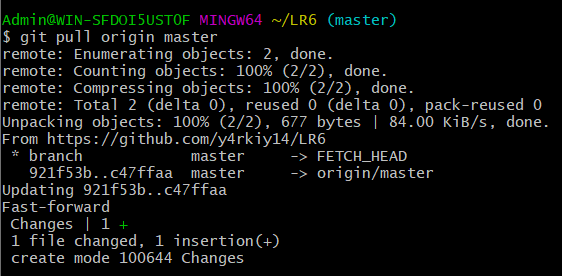 Admin@WIN-SFDOI5UST0F MINGW64 ~/LR6 (master)
$ git pull origin master
remote: Enumerating objects: 2, done.
remote: Counting objects: 100% (2/2), done.
remote: Compressing objects: 100% (2/2), done.
remote: Total 2 (delta 0), reused 0 (delta 0), pack-reused 0
Unpacking objects: 100% (2/2), 677 bytes | 84.00 KiB/s, done.
From https://github.com/y4rkiy14/LR6
 * branch            master     -> FETCH_HEAD
   921f53b..c47ffaa  master     -> origin/master
Updating 921f53b..c47ffaa
Fast-forward
 Changes | 1 +
 1 file changed, 1 insertion(+)
 create mode 100644 Changes